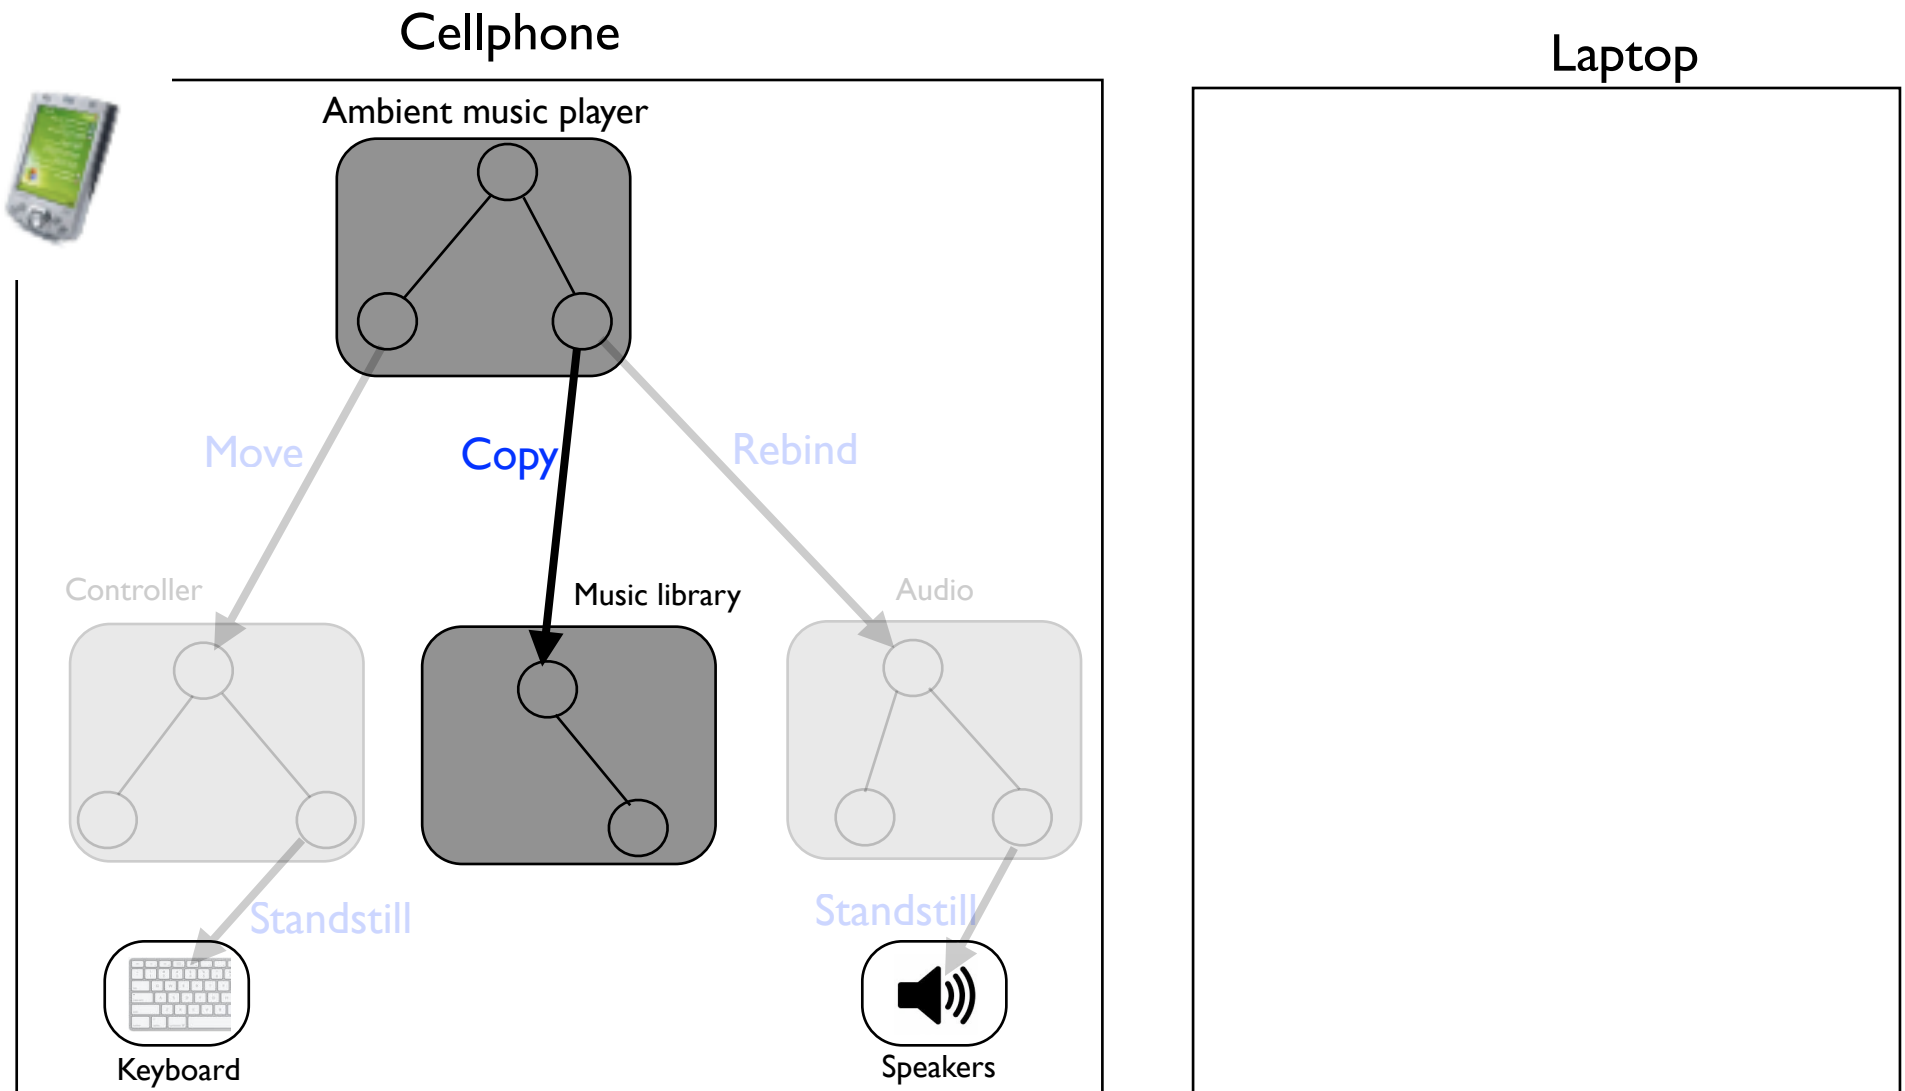 Cellphone
Laptop
Ambient music player
Move
Copy
Rebind
Controller
Music library
Audio
Standstill
Standstill
Keyboard
Speakers